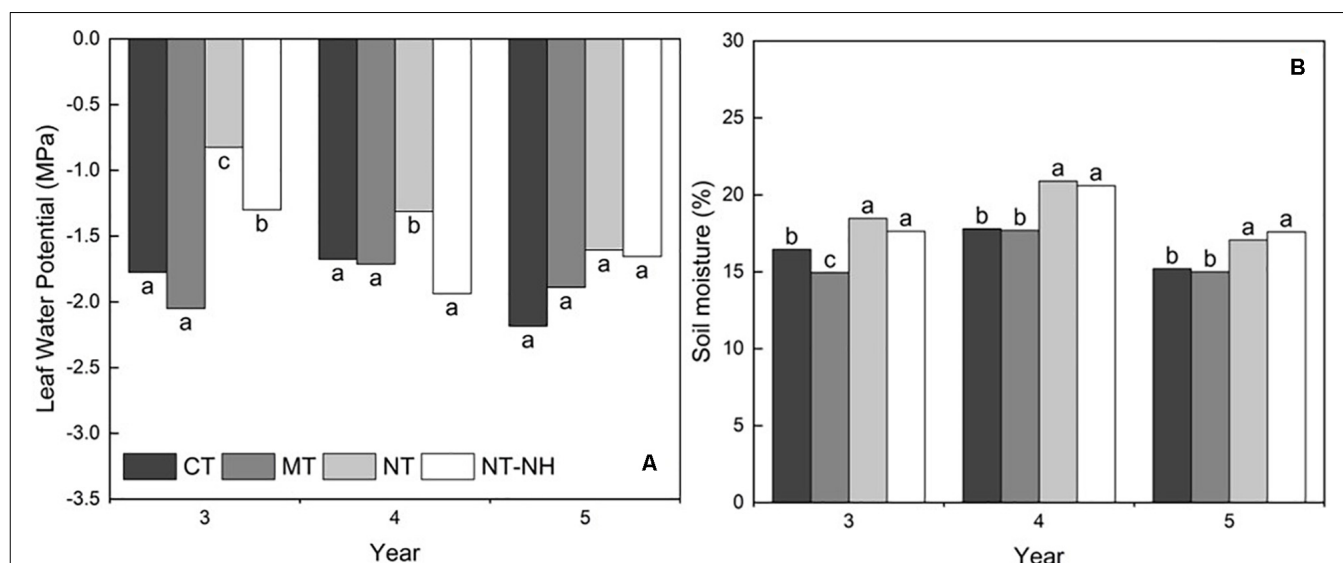 0.0
-0.5
-1.0
-1.5
-2.0
-2.5
-3.0
-3.5
Leaf Water Potential (MPa)
a a c b
a a b a
a a a a
CT MT NT NT-NH
A
3 4 5
Year
30
25
20
15
10
5
0
Soil moisture (%)
B
b c a a
b b a a
b b a a
3 4 5
Year